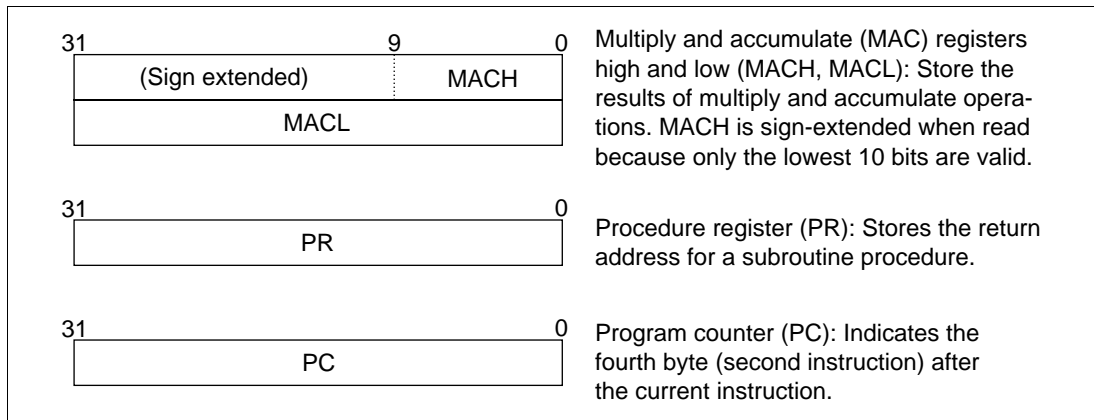 31 9 0
(Sign extended) MACH
MACL
Multiply and accumulate (MAC) registers
high and low (MACH, MACL): Store the
results of multiply and accumulate opera-
tions. MACH is sign-extended when read
because only the lowest 10 bits are valid.
31 0
PR
Procedure register (PR): Stores the return
address for a subroutine procedure.
31 0
PC
Program counter (PC): Indicates the
fourth byte (second instruction) after
the current instruction.